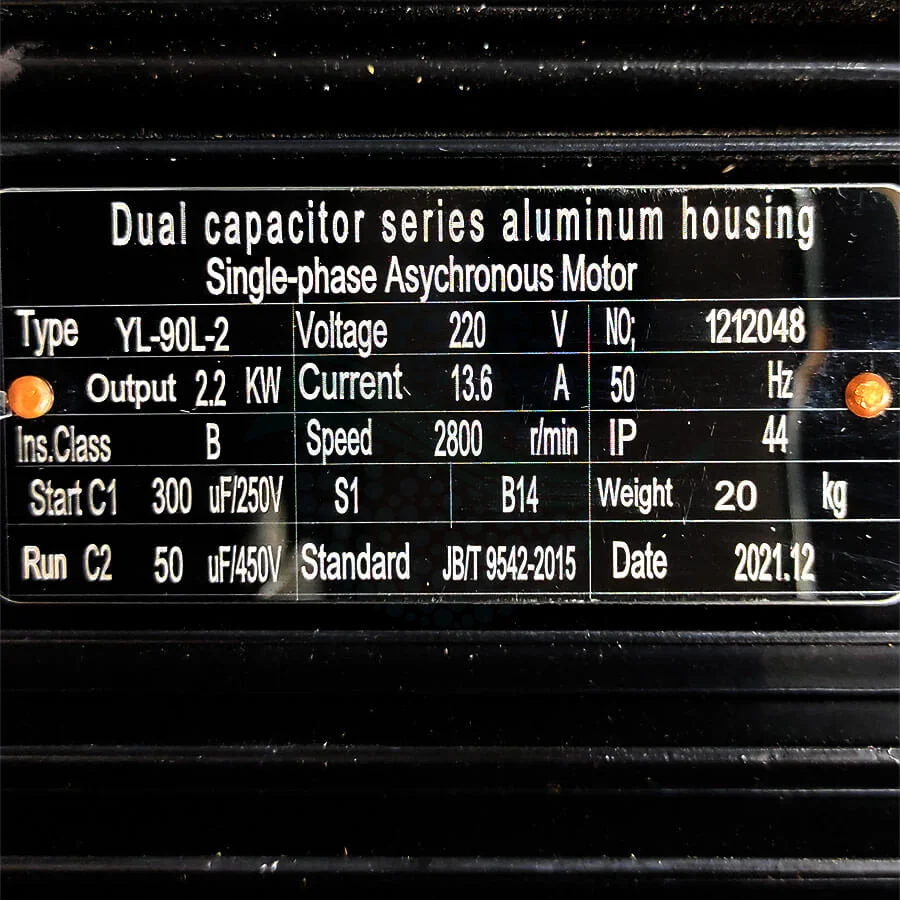 Dual capacitor series aluminum housing
Single-phase Asychronous Motor
Type YL-90L-2 Voltage 220 V NO; 1212048
Output 2.2 KW Current 13.6 A 50 Hz
Ins.Class B Speed 2800 r/min IP 44
Start C1 300 uF/250V S1 B14 Weight 20 kg
Run C2 50 uF/450V Standard JB/T 9542-2015 Date 2021.12